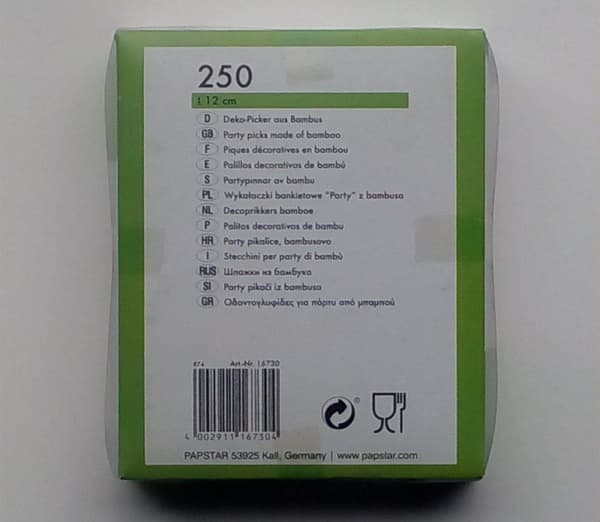 250
↕ 12 cm
D Deko-Picker aus Bambus
GB Party picks made of bamboo
F Piques décoratives en bambou
E Palillos decorativos de bambù
S Partypinnar av bambu
PL Wykałaczki bankietowe "Party" z bambusa
NL Decoprikkers bamboe
P Palitos decorativos de bambu
HR Party pikalice, bambusova
I Stecchini per party di bambù
RUS Шпажки из бамбука
SI Party pikači iz bambusa
GR Οδοντογλυφίδες για πάρτυ από μπαμπού
Art.-Nr. 16730
4 002911 167304
PAPSTAR 53925 Kall, Germany | www.papstar.com